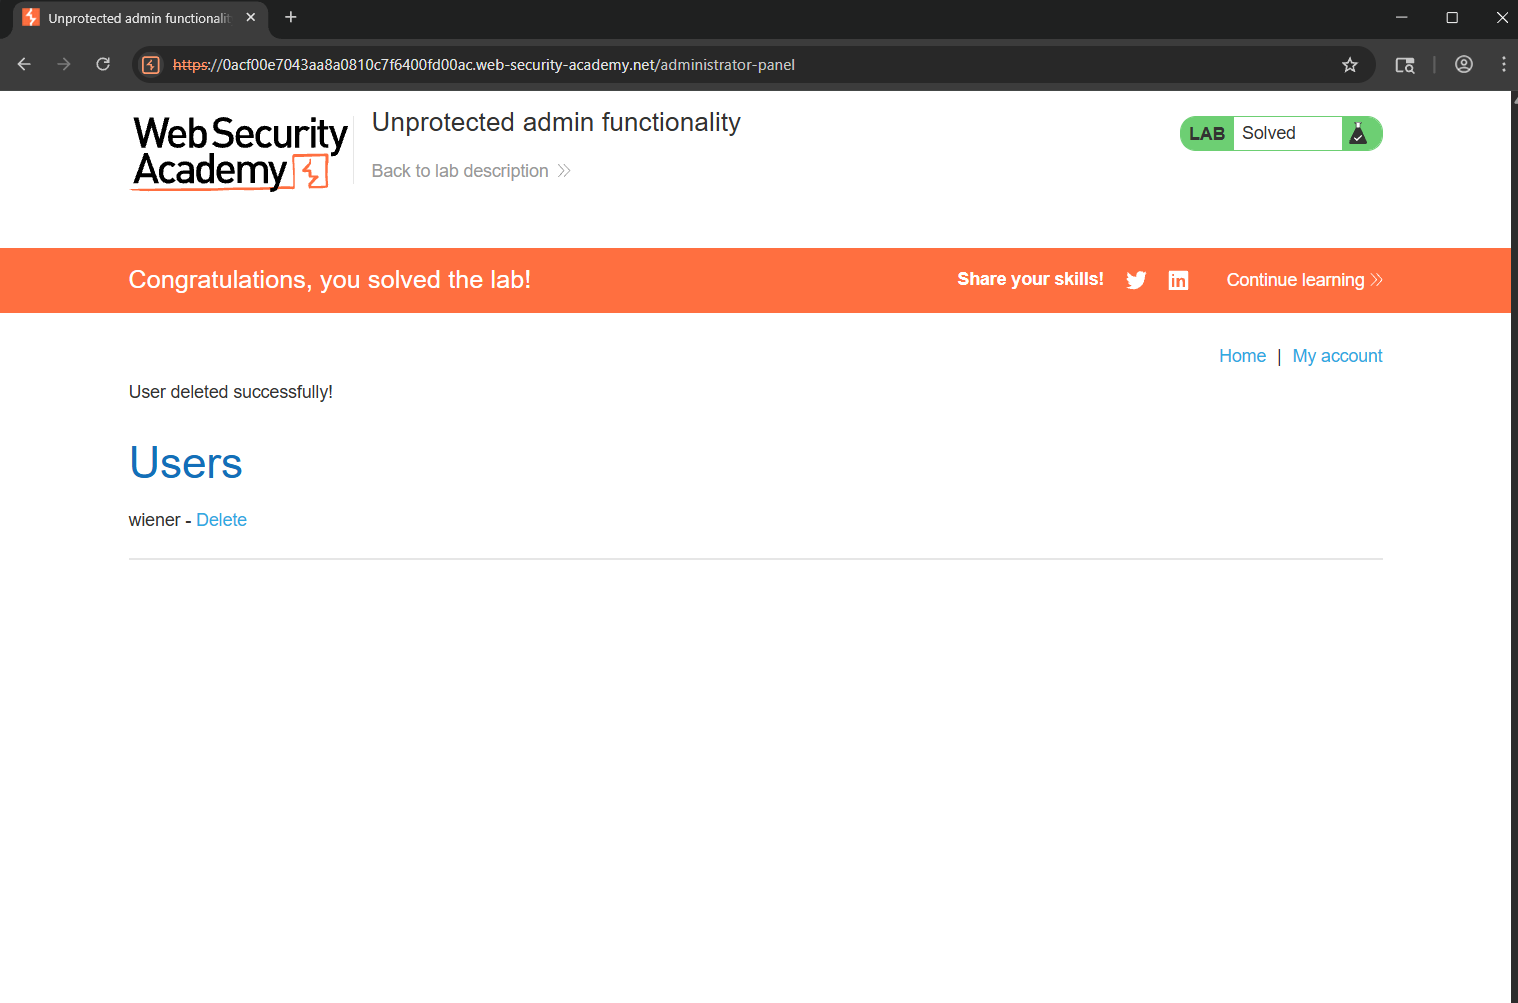 Unprotected admin functionalit
https://0acf00e7043aa8a0810c7f6400fd00ac.web-security-academy.net/administrator-panel
Web Security
Academy
Unprotected admin functionality
Back to lab description
LAB Solved
Congratulations, you solved the lab!
Share your skills!
Continue learning
Home | My account
User deleted successfully!
Users
wiener - Delete